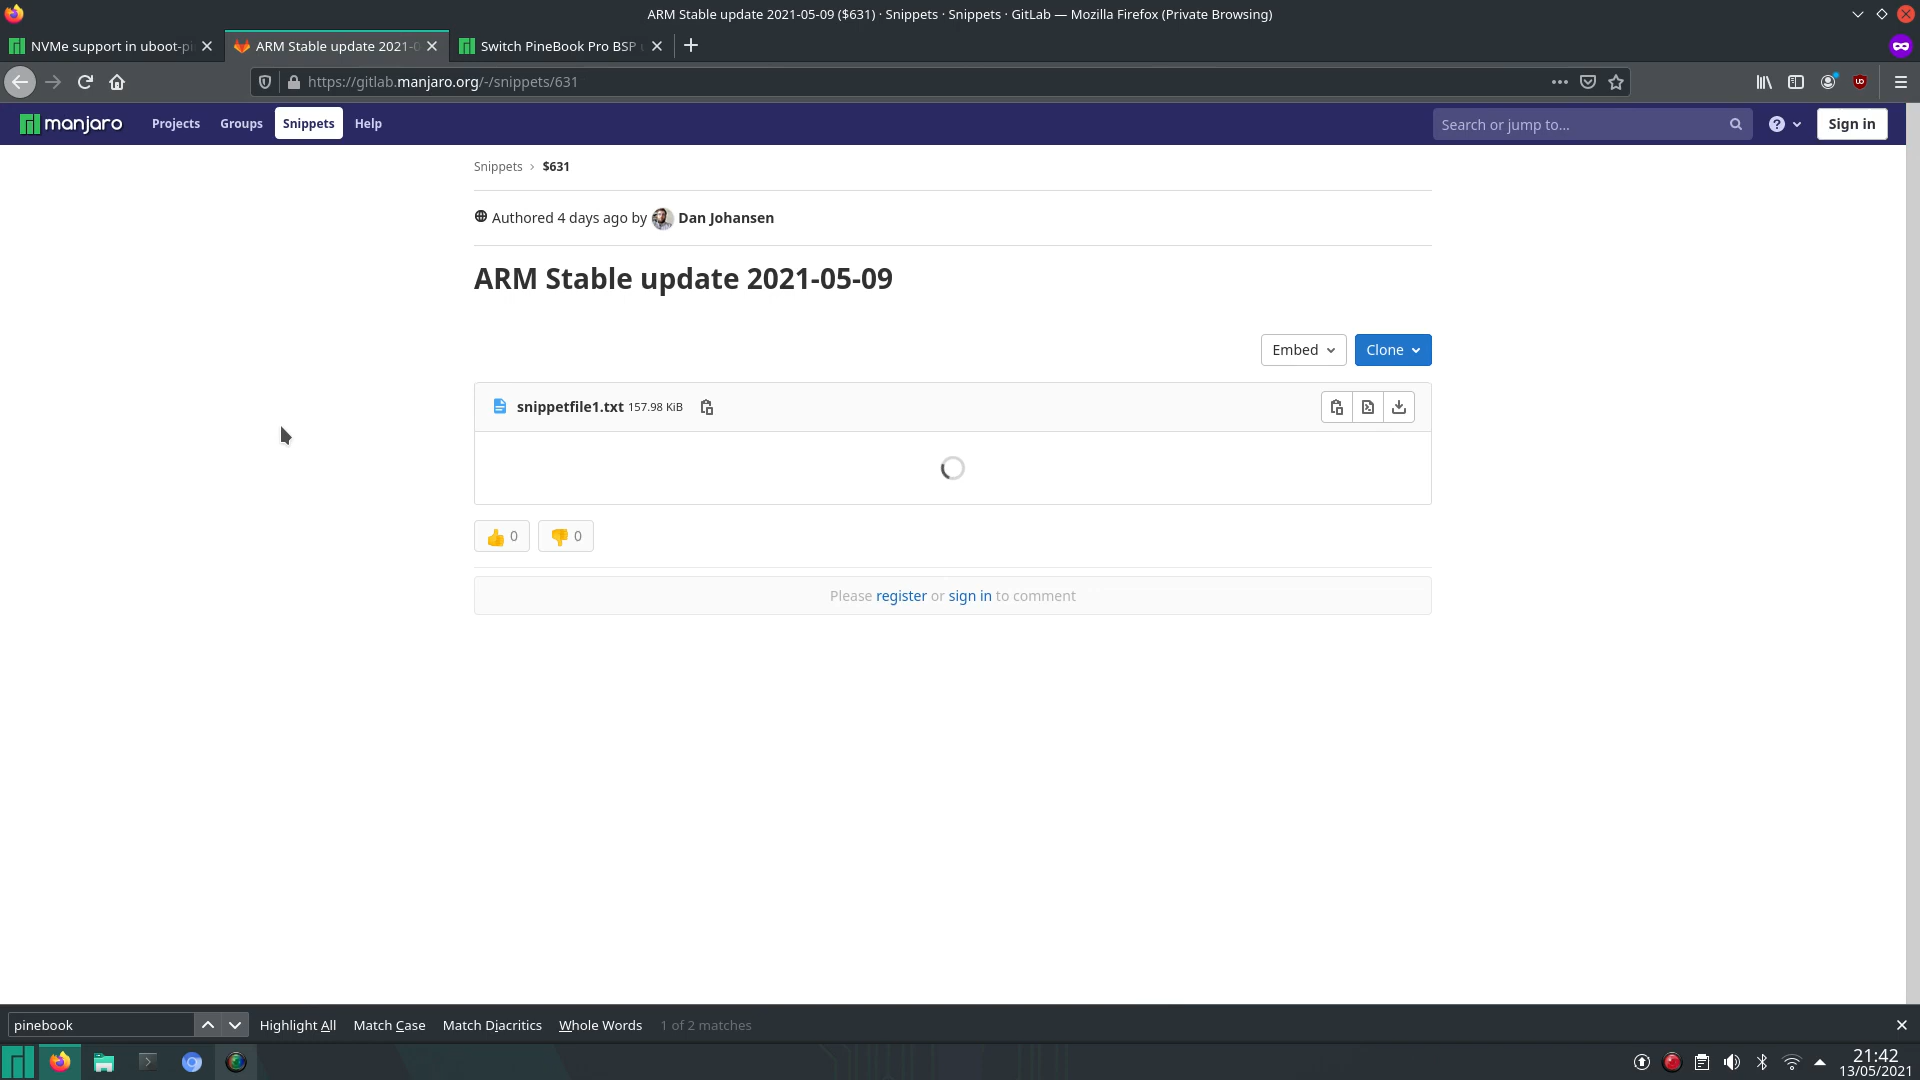 ARM Stable update 2021-05-09 ($631) · Snippets · Snippets · GitLab — Mozilla Firefox (Private Browsing)
NVMe support in uboot-pi
ARM Stable update 2021-0
Switch PineBook Pro BSP
https://gitlab.manjaro.org/-/snippets/631
manjaro Projects Groups Snippets Help Search or jump to... Sign in
Snippets › $631
Authored 4 days ago by Dan Johansen
ARM Stable update 2021-05-09
Embed Clone
snippetfile1.txt 157.98 KiB
👍 0 👎 0
Please register or sign in to comment
pinebook Highlight All Match Case Match Diacritics Whole Words 1 of 2 matches
21:42
13/05/2021